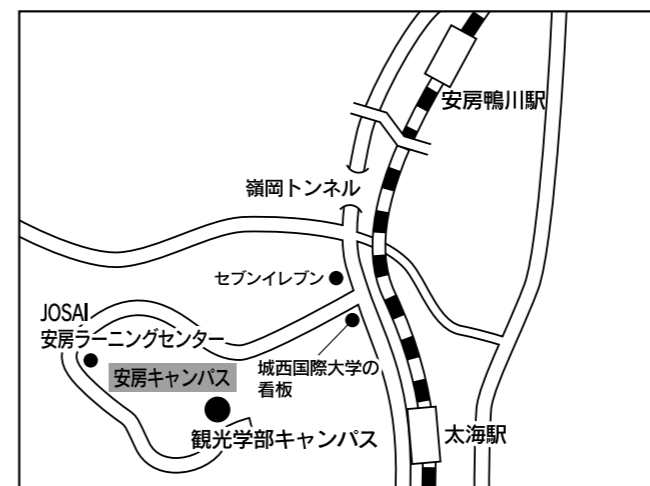 安房鴨川駅
嶺岡トンネル
セブンイレブン
JOSAI
安房ラーニングセンター
城西国際大学の
看板
安房キャンパス
観光学部キャンパス
太海駅